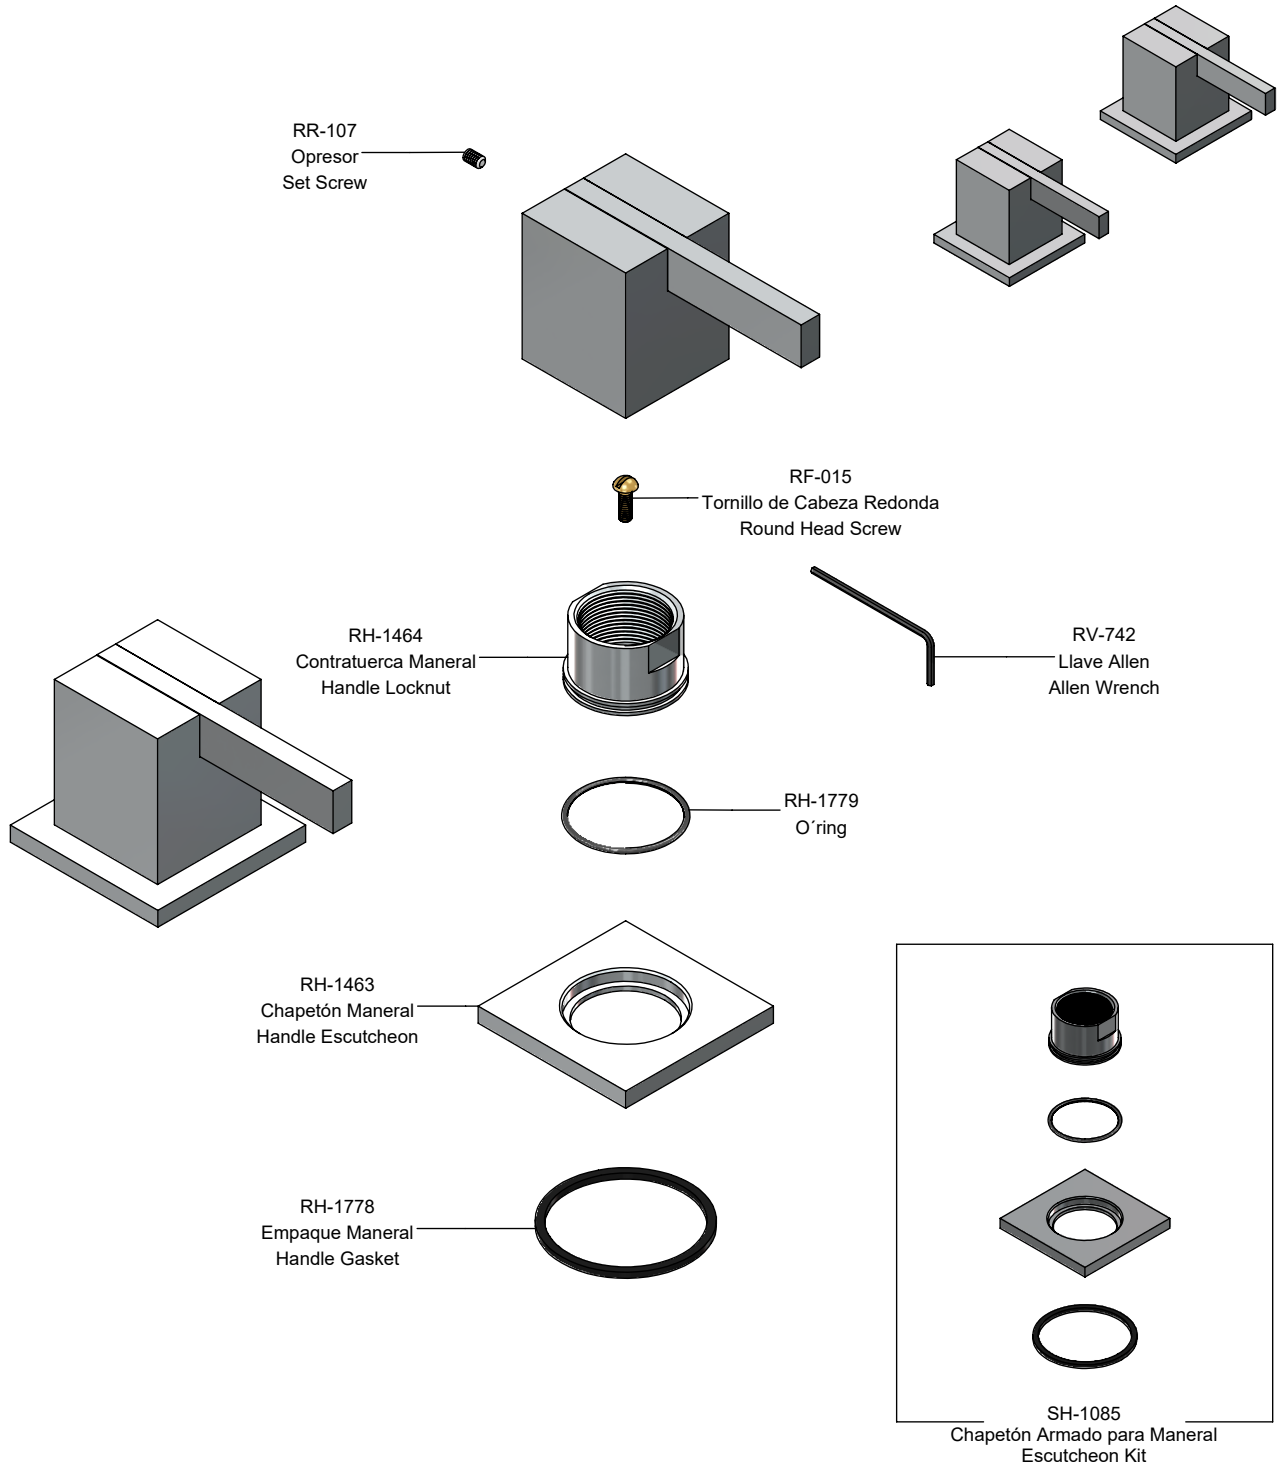 RR-107
Opresor
Set Screw
RF-015
Tornillo de Cabeza Redonda
Round Head Screw
RH-1464
Contratuerca Maneral
Handle Locknut
RV-742
Llave Allen
Allen Wrench
RH-1779
O´ring
RH-1463
Chapetón Maneral
Handle Escutcheon
RH-1778
Empaque Maneral
Handle Gasket
SH-1085
Chapetón Armado para Maneral
Escutcheon Kit